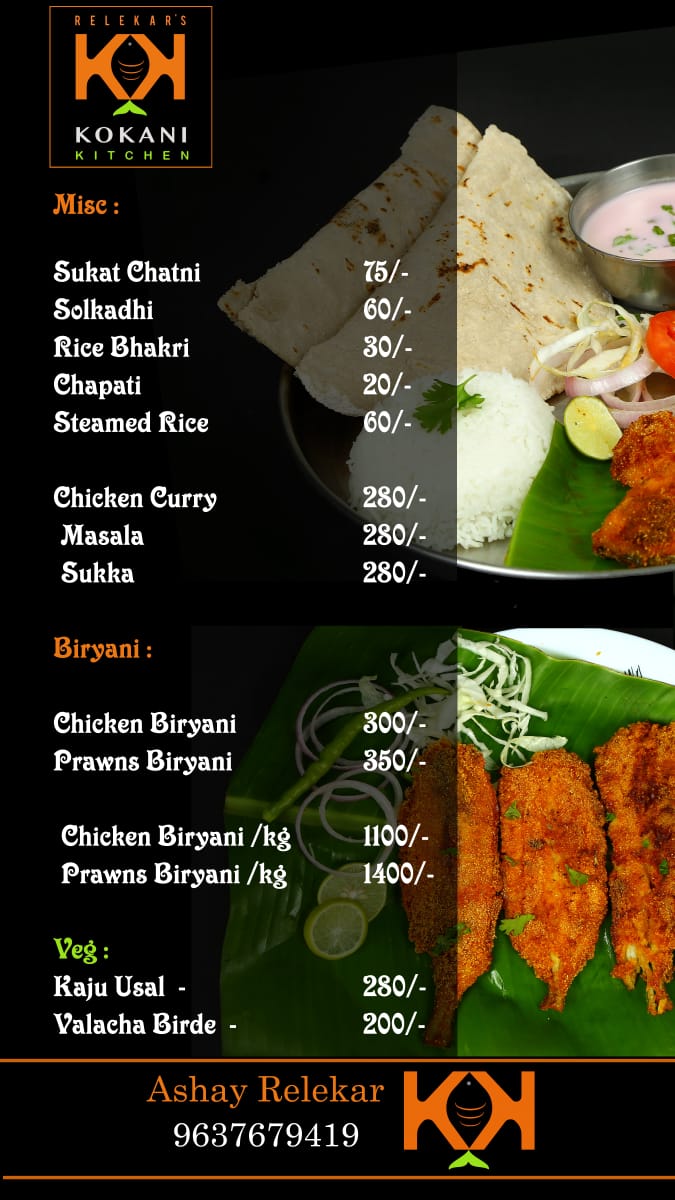 RELEKAR'S
KOKANI
KITCHEN
Misc :
Sukat Chatni 75/-
Solkadhi 60/-
Rice Bhakri 30/-
Chapati 20/-
Steamed Rice 60/-
Chicken Curry 280/-
Masala 280/-
Sukka 280/-
Biryani :
Chicken Biryani 300/-
Prawns Biryani 350/-
Chicken Biryani /kg 1100/-
Prawns Biryani /kg 1400/-
Veg :
Kaju Usal - 280/-
Valacha Birde - 200/-
Ashay Relekar
9637679419